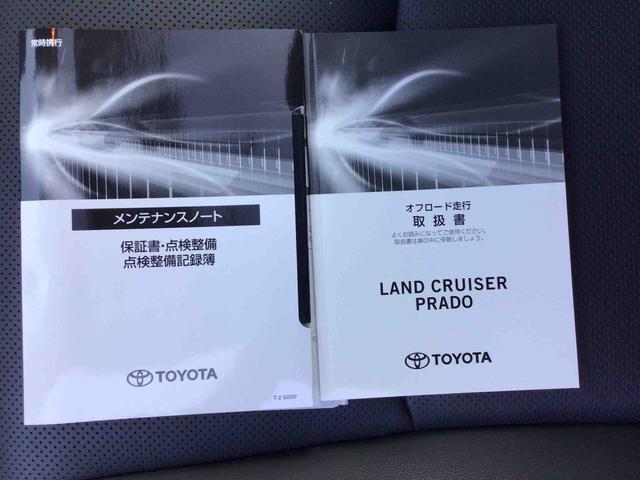 常時携行
メンテナンスノート
保証書・点検整備
点検整備記録簿
TOYOTA
T-2 S2207
オフロード走行
取扱書
よくお読みになってご使用ください。
取扱書は車の中に保管しましょう。
LAND CRUISER
PRADO
TOYOTA